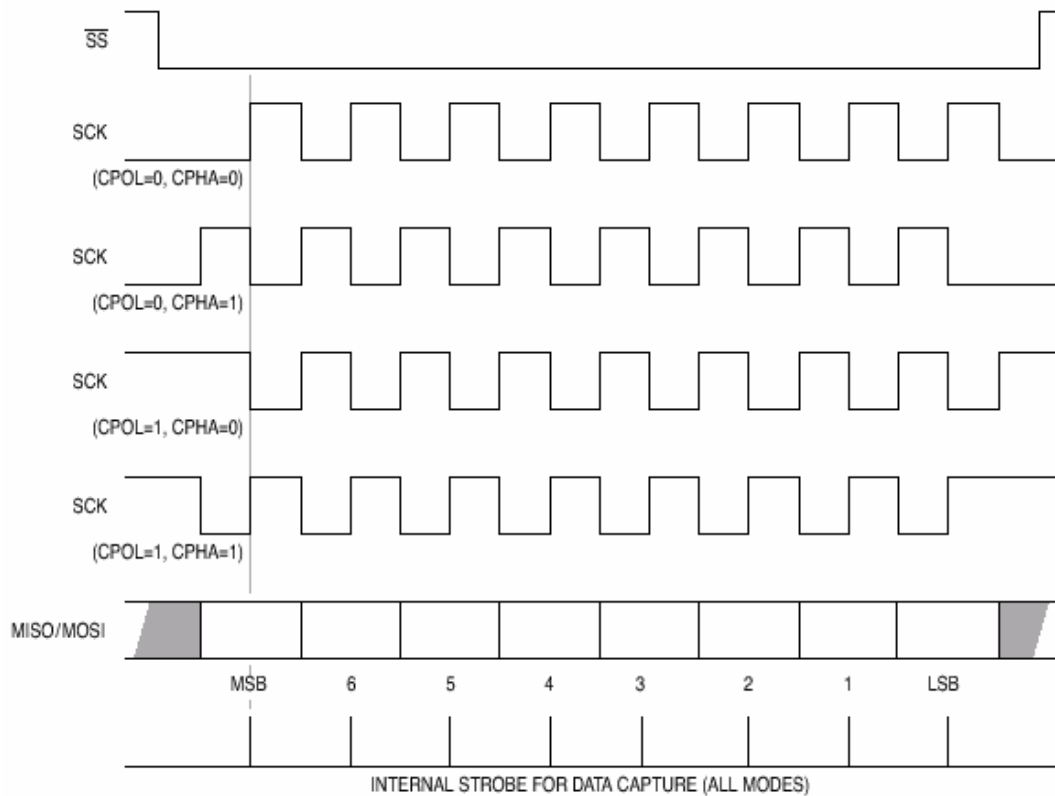 SS
SCK
(CPOL=0, CPHA=0)
SCK
(CPOL=0, CPHA=1)
SCK
(CPOL=1, CPHA=0)
SCK
(CPOL=1, CPHA=1)
MISO/MOSI
MSB 6 5 4 3 2 1 LSB
INTERNAL STROBE FOR DATA CAPTURE (ALL MODES)